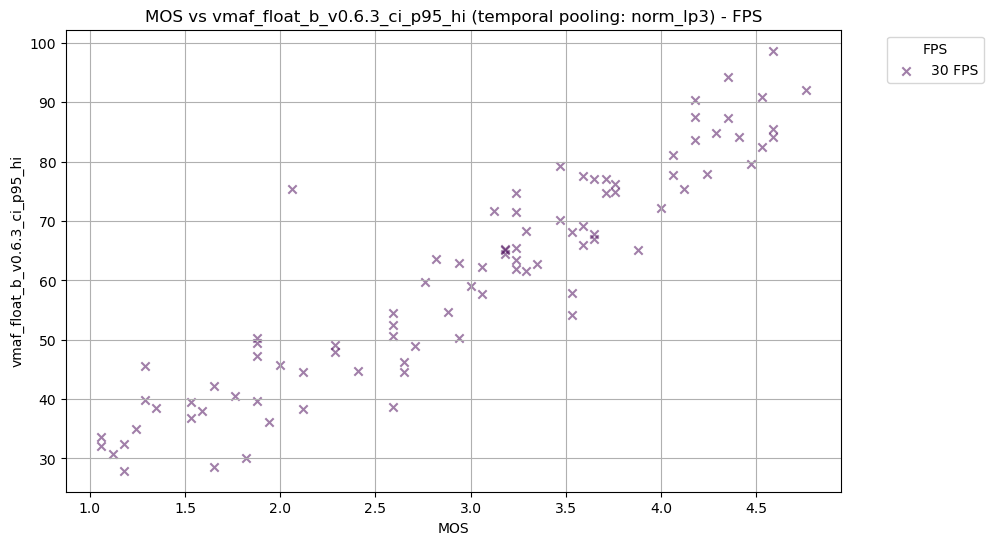 MOS vs vmaf_float_b_v0.6.3_ci_p95_hi (temporal pooling: norm_lp3) - FPS
FPS
30 FPS
vmaf_float_b_v0.6.3_ci_p95_hi
100
90
80
70
60
50
40
30
1.0 1.5 2.0 2.5 3.0 3.5 4.0 4.5
MOS